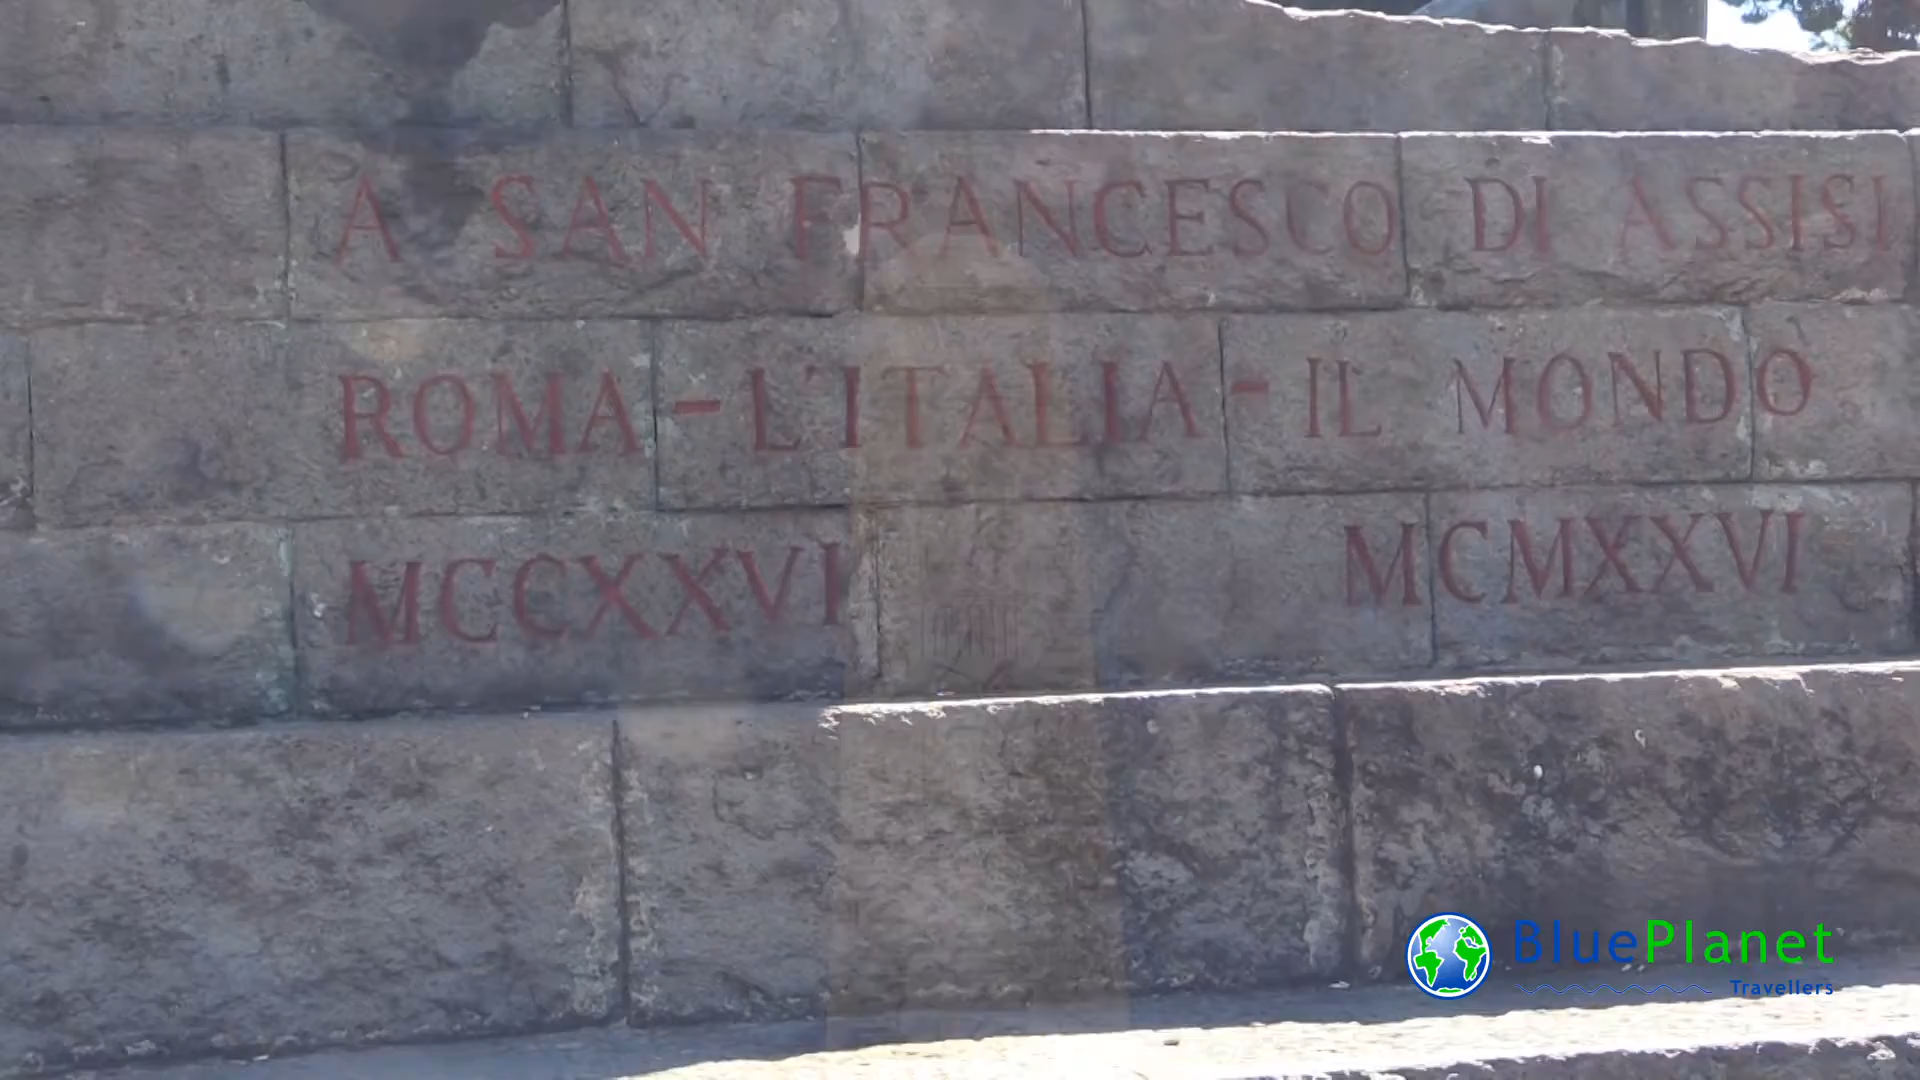 A SAN FRANCESCO DI ASSISI
ROMA - L'ITALIA - IL MONDO
MCCXXVI MCMXXVI
BluePlanet
Travellers